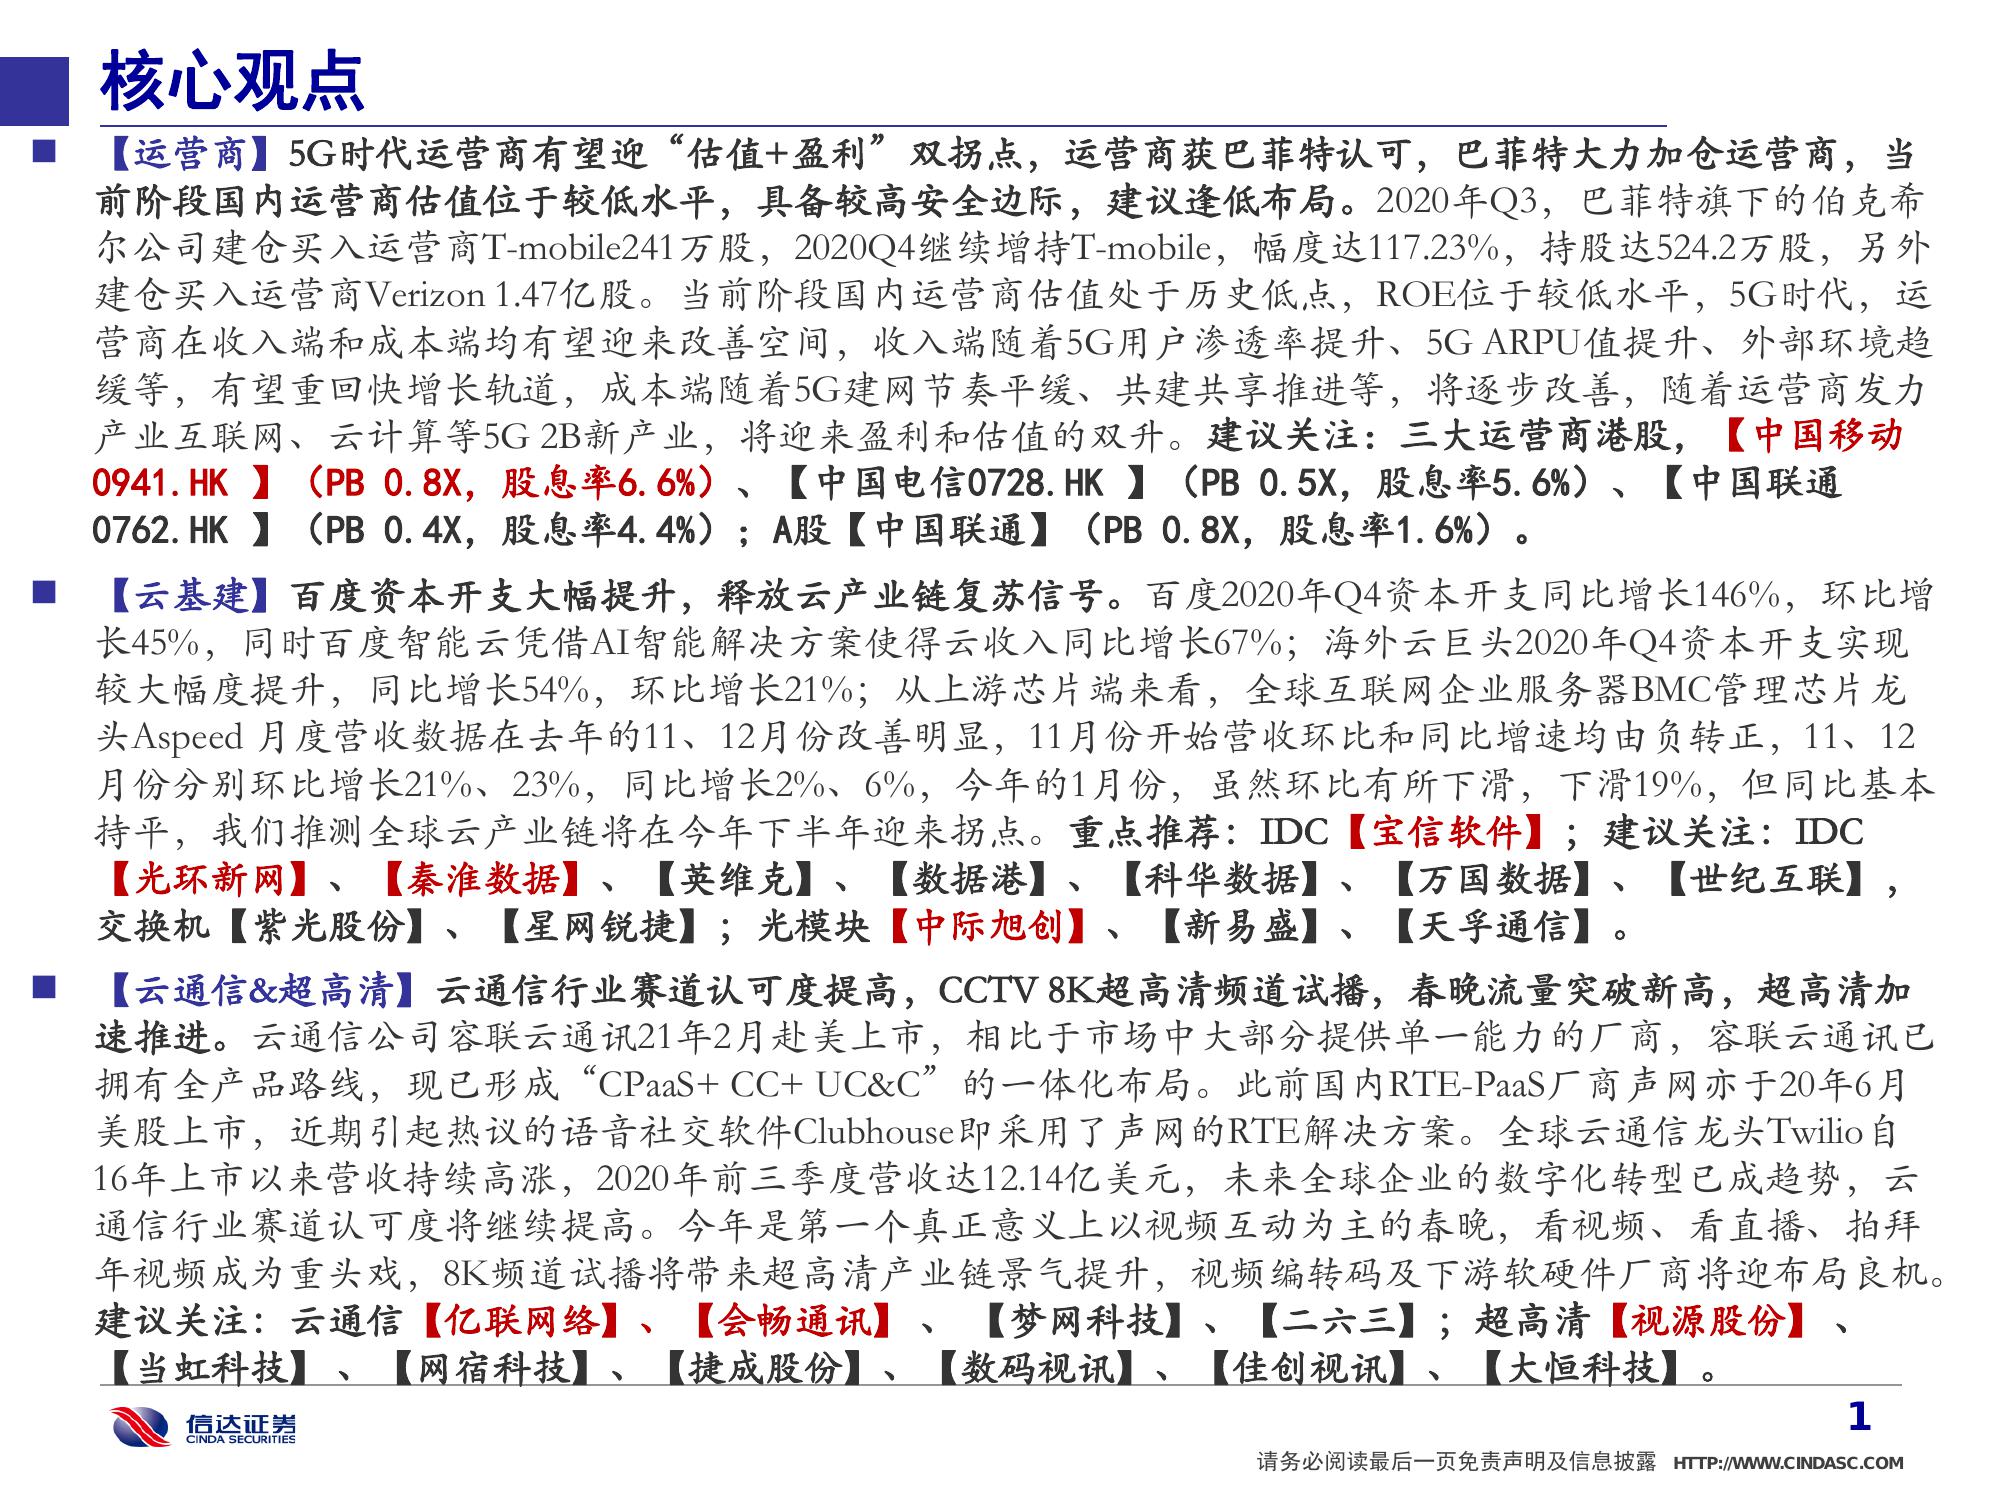 核心观点
【运营商】5G时代运营商有望迎“估值+盈利”双拐点，运营商获巴菲特认可，巴菲特大力加仓运营商，当
前阶段国内运营商估值位于较低水平，具备较高安全边际，建议逢低布局。2020年Q3，巴菲特旗下的伯克希
尔公司建仓买入运营商T-mobile241万股，2020Q4继续增持T-mobile，幅度达117.23%，持股达524.2万股，另外
建仓买入运营商Verizon 1.47亿股。当前阶段国内运营商估值处于历史低点，ROE位于较低水平，5G时代，运
营商在收入端和成本端均有望迎来改善空间，收入端随着5G用户渗透率提升、5G ARPU值提升、外部环境趋
缓等，有望重回快增长轨道，成本端随着5G建网节奏平缓、共建共享推进等，将逐步改善，随着运营商发力
产业互联网、云计算等5G 2B新产业，将迎来盈利和估值的双升。建议关注：三大运营商港股，【中国移动
0941.HK 】（PB 0.8X，股息率6.6%）、【中国电信0728.HK 】（PB 0.5X，股息率5.6%）、【中国联通
0762.HK 】（PB 0.4X，股息率4.4%）；A股【中国联通】（PB 0.8X，股息率1.6%）。
【云基建】百度资本开支大幅提升，释放云产业链复苏信号。百度2020年Q4资本开支同比增长146%，环比增
长45%，同时百度智能云凭借AI智能解决方案使得云收入同比增长67%；海外云巨头2020年Q4资本开支实现
较大幅度提升，同比增长54%，环比增长21%；从上游芯片端来看，全球互联网企业服务器BMC管理芯片龙
头Aspeed 月度营收数据在去年的11、12月份改善明显，11月份开始营收环比和同比增速均由负转正，11、12
月份分别环比增长21%、23%，同比增长2%、6%，今年的1月份，虽然环比有所下滑，下滑19%，但同比基本
持平，我们推测全球云产业链将在今年下半年迎来拐点。重点推荐：IDC【宝信软件】；建议关注：IDC
【光环新网】、【秦淮数据】、【英维克】、【数据港】、【科华数据】、【万国数据】、【世纪互联】，
交换机【紫光股份】、【星网锐捷】；光模块【中际旭创】、【新易盛】、【天孚通信】。
【云通信&超高清】云通信行业赛道认可度提高，CCTV 8K超高清频道试播，春晚流量突破新高，超高清加
速推进。云通信公司容联云通讯21年2月赴美上市，相比于市场中大部分提供单一能力的厂商，容联云通讯已
拥有全产品路线，现已形成“CPaaS+ CC+ UC&C”的一体化布局。此前国内RTE-PaaS厂商声网亦于20年6月
美股上市，近期引起热议的语音社交软件Clubhouse即采用了声网的RTE解决方案。全球云通信龙头Twilio自
16年上市以来营收持续高涨，2020年前三季度营收达12.14亿美元，未来全球企业的数字化转型已成趋势，云
通信行业赛道认可度将继续提高。今年是第一个真正意义上以视频互动为主的春晚，看视频、看直播、拍拜
年视频成为重头戏，8K频道试播将带来超高清产业链景气提升，视频编转码及下游软硬件厂商将迎布局良机。
建议关注：云通信【亿联网络】、【会畅通讯】、【梦网科技】、【二六三】；超高清【视源股份】、
【当虹科技】、【网宿科技】、【捷成股份】、【数码视讯】、【佳创视讯】、【大恒科技】。
信达证券
CINDA SECURITIES
1
请务必阅读最后一页免责声明及信息披露 HTTP://WWW.CINDASC.COM